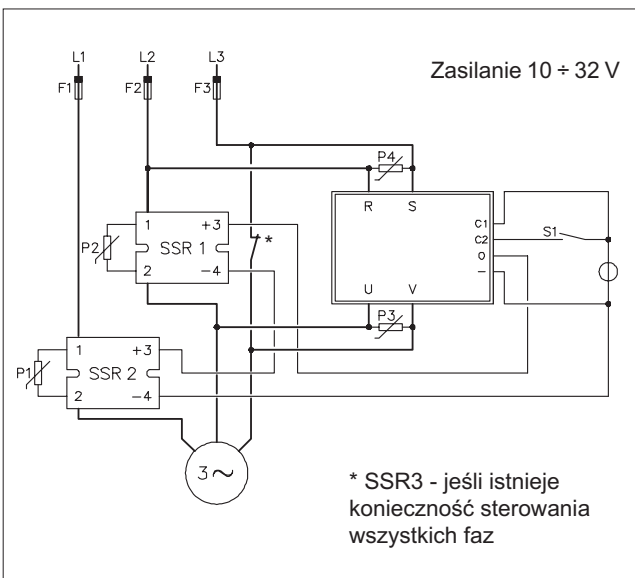 L1 L2 L3
Zasilanie 10 ÷ 32 V
F1 F2 F3
P4
R S
1 +3
P2 SSR 1 *
2 -4
C1
C2 S1
0
–
U V
P3
1 +3
P1 SSR 2
2 -4
3 ~
* SSR3 - jeśli istnieje
konieczność sterowania
wszystkich faz